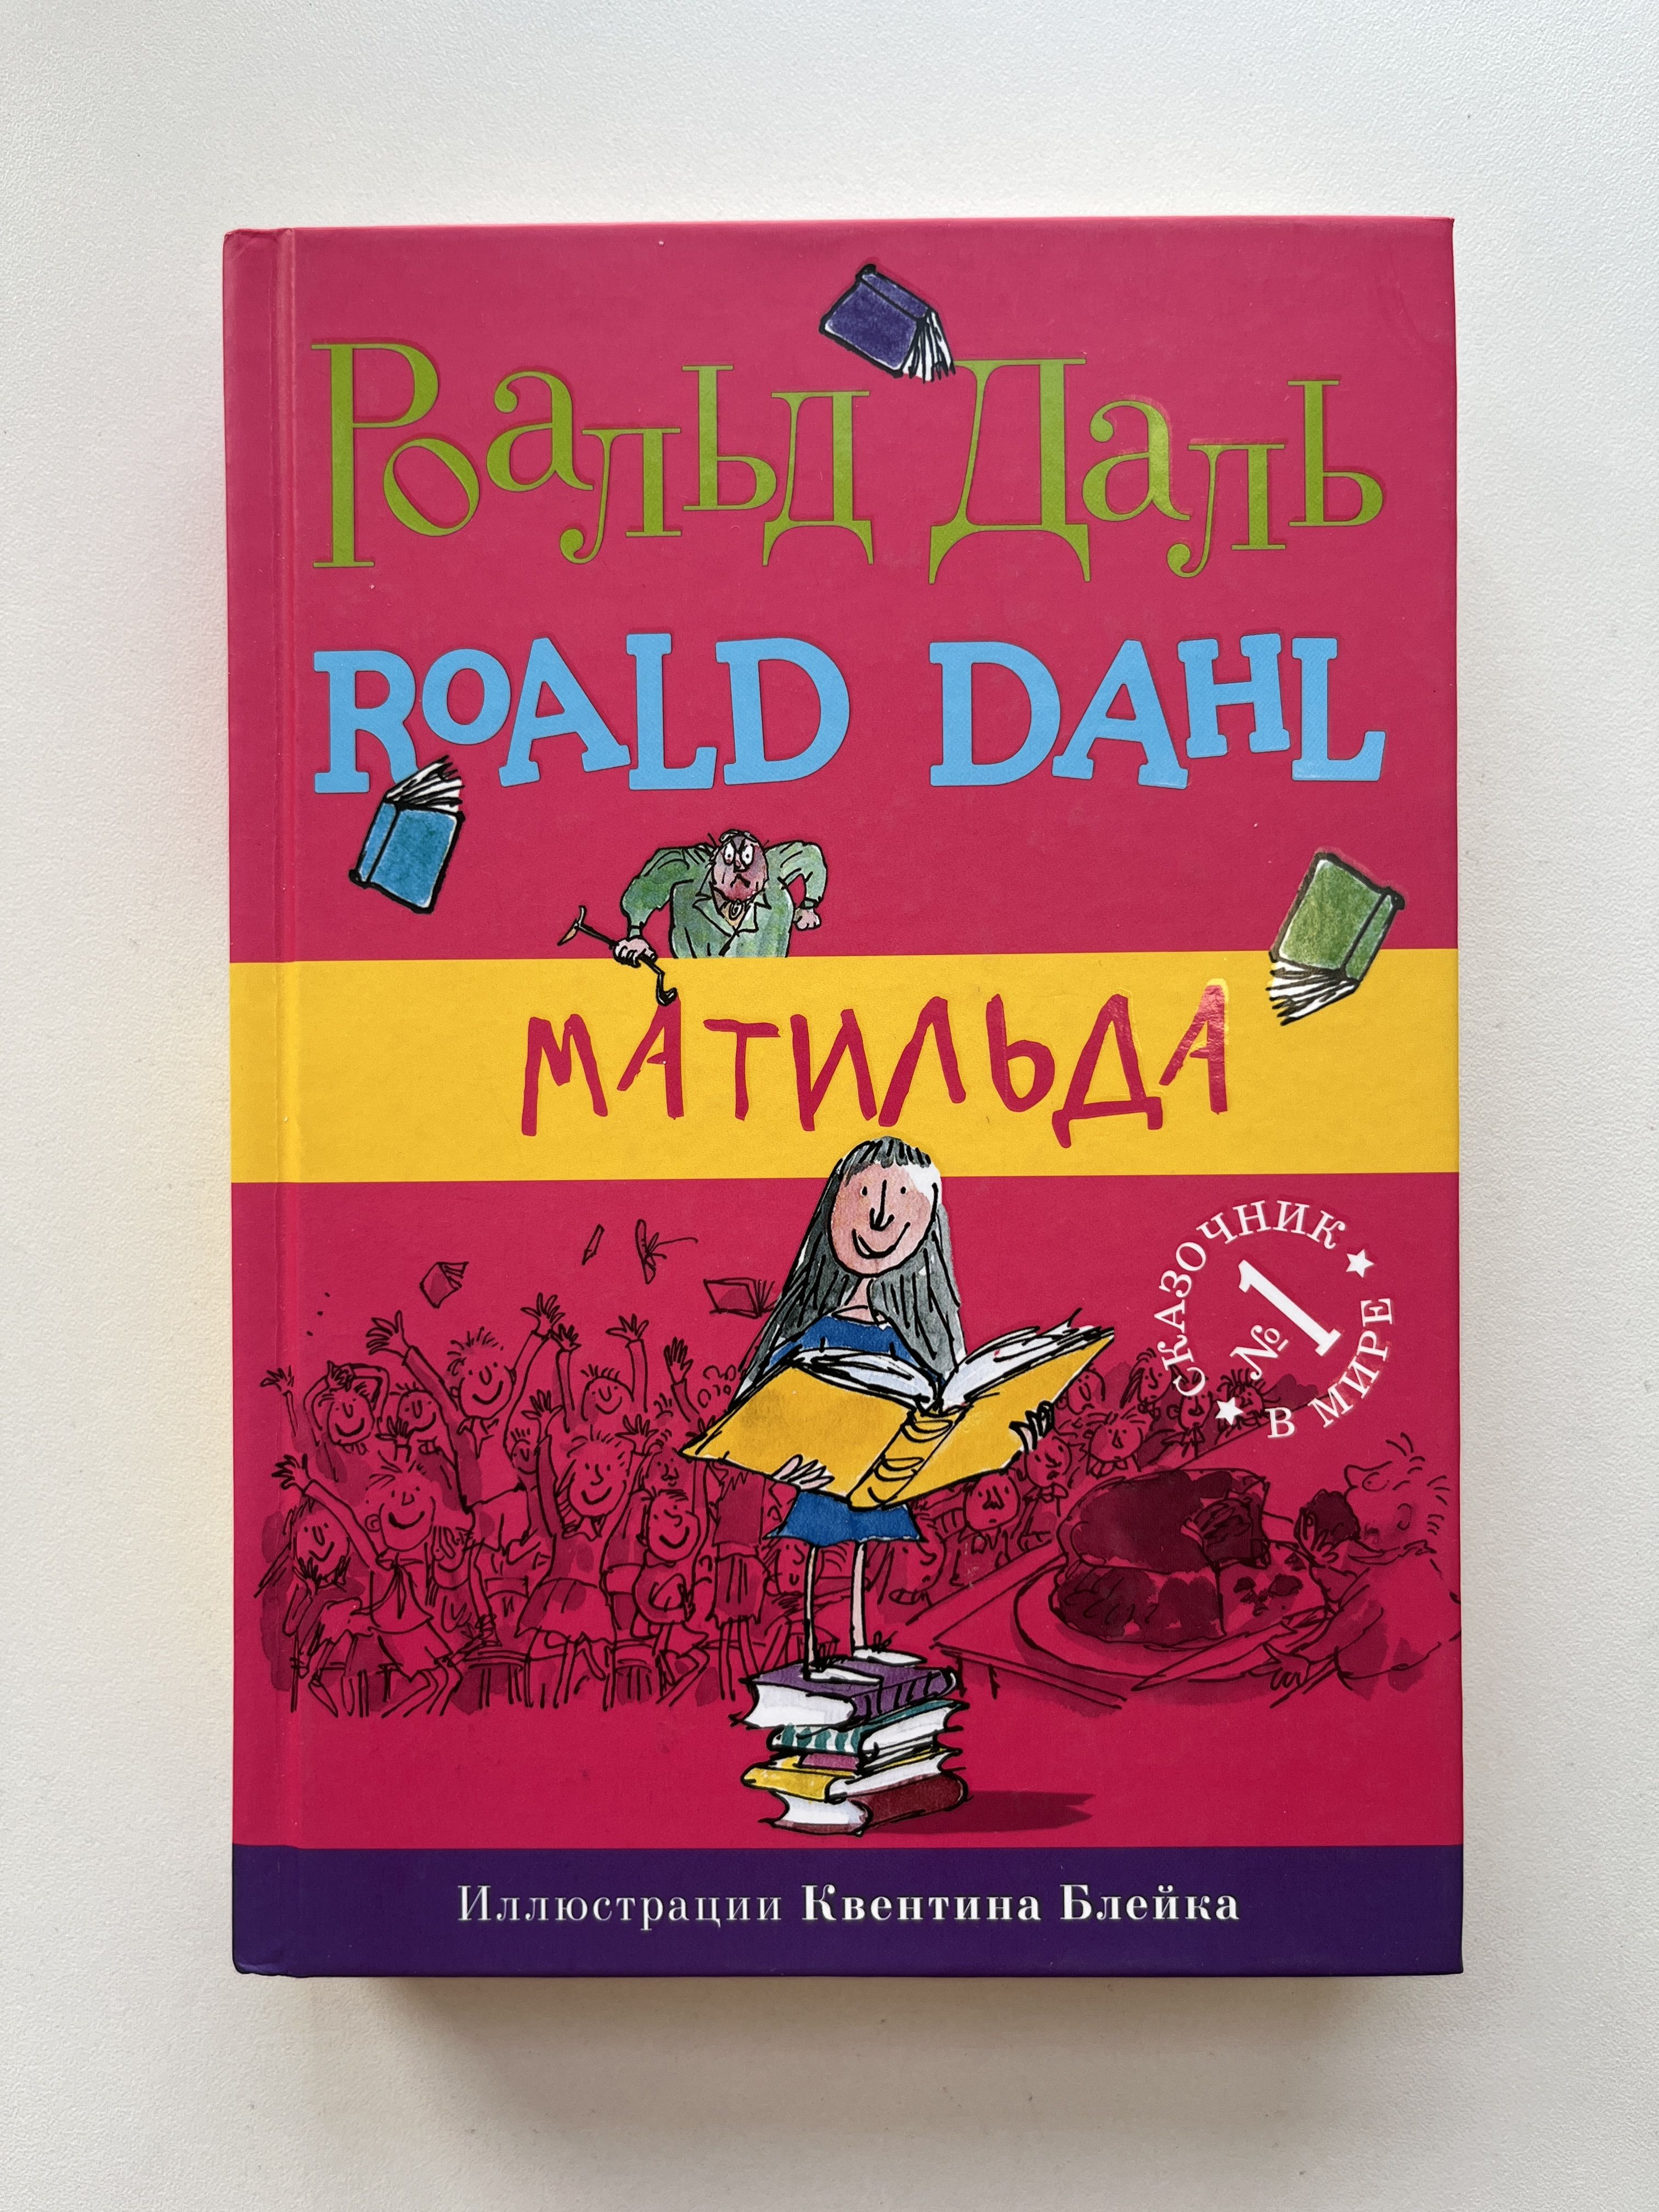 Роальд Даль
ROALD DAHL
МАТИЛЬДА
СКАЗОЧНИК
№1
В МИРЕ
Иллюстрации Квентина Блейка